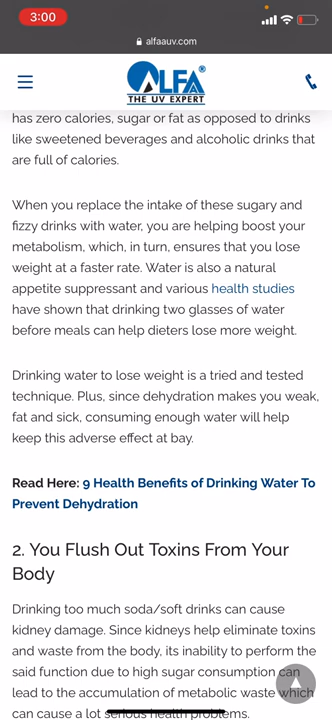 3:00
alfaauv.com
ALFA®
THE UV EXPERT
has zero calories, sugar or fat as opposed to drinks
like sweetened beverages and alcoholic drinks that
are full of calories.
When you replace the intake of these sugary and
fizzy drinks with water, you are helping boost your
metabolism, which, in turn, ensures that you lose
weight at a faster rate. Water is also a natural
appetite suppressant and various health studies
have shown that drinking two glasses of water
before meals can help dieters lose more weight.
Drinking water to lose weight is a tried and tested
technique. Plus, since dehydration makes you weak,
fat and sick, consuming enough water will help
keep this adverse effect at bay.
Read Here: 9 Health Benefits of Drinking Water To
Prevent Dehydration
2. You Flush Out Toxins From Your
Body
Drinking too much soda/soft drinks can cause
kidney damage. Since kidneys help eliminate toxins
and waste from the body, its inability to perform the
said function due to high sugar consumption can
lead to the accumulation of metabolic waste which
can cause a lot serious health problems.